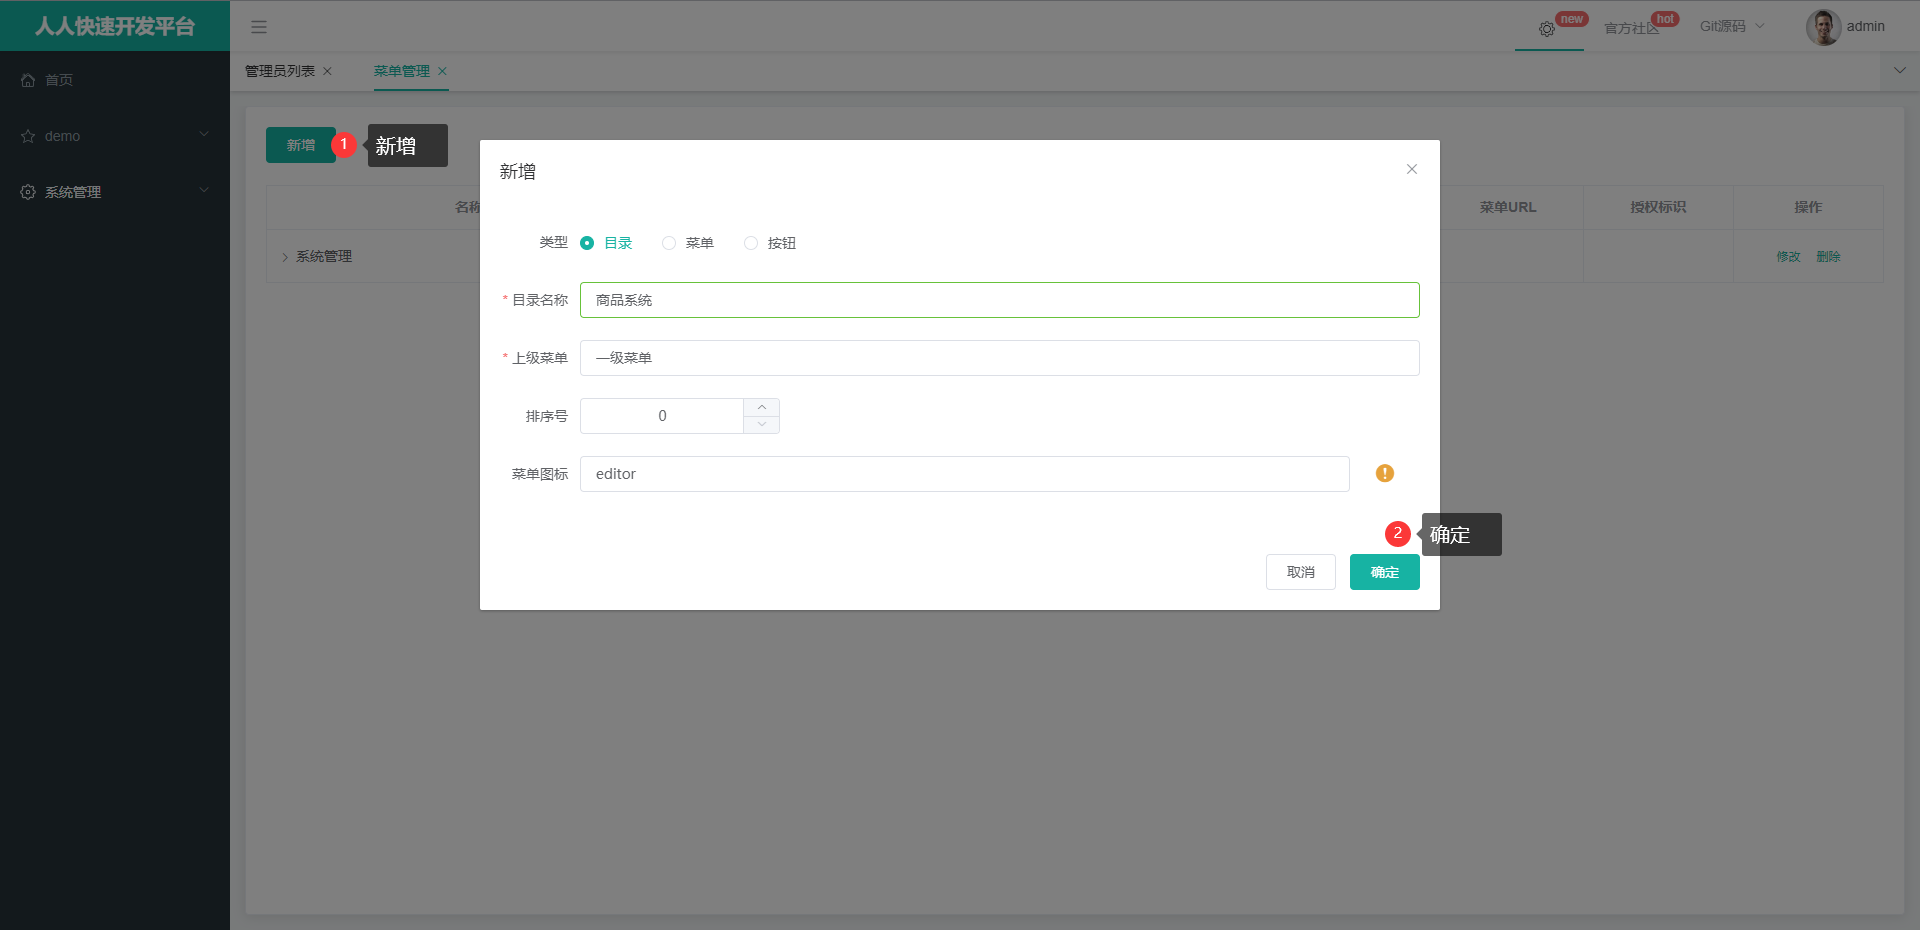 人人快速开发平台
new
官方社区
hot
Git源码
admin
首页
demo
系统管理
管理员列表
菜单管理
新增
1
新增
名称
菜单URL
授权标识
操作
系统管理
修改
删除
新增
类型
目录
菜单
按钮
* 目录名称
商品系统
* 上级菜单
一级菜单
排序号
0
菜单图标
editor
2
确定
取消
确定